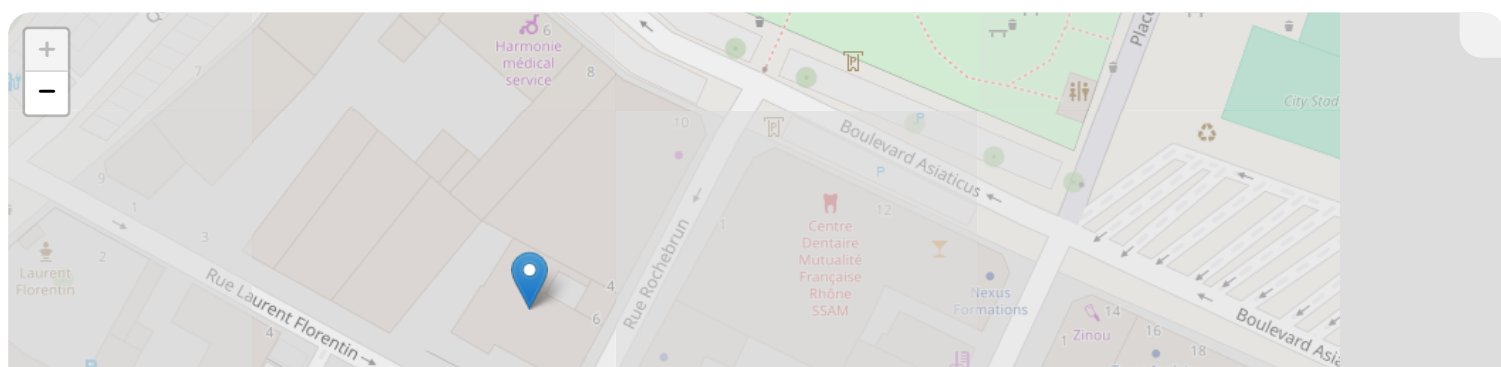 +
−
Q
7
6
Harmonie
médical
service
8
10
9
1
2
3
Laurent
Florentin
Rue Laurent Florentin
4
4
6
Rue Rochebrun
1
P
P
P
P
Boulevard Asiaticus
12
Centre
Dentaire
Mutualité
Française
Rhône
SSAM
Nexus
Formations
Place
City Stad
1
Zinou
14
16
18
Boulevard Asia
P